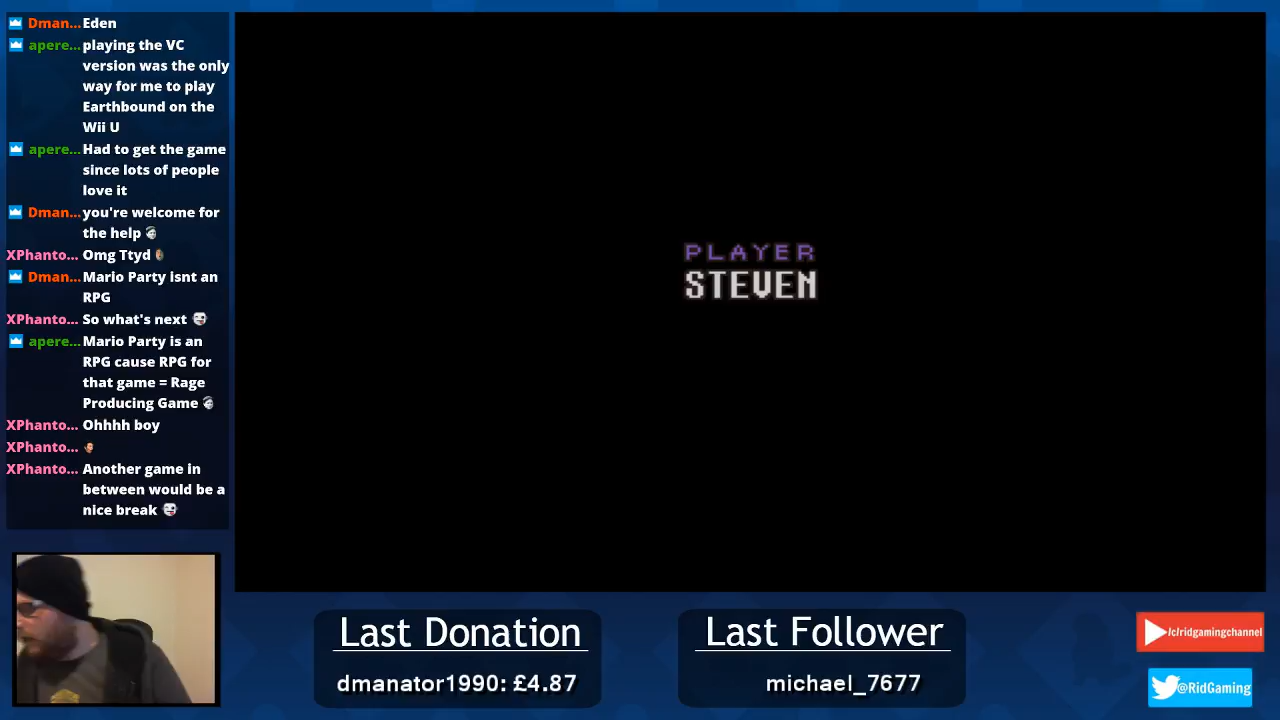 Dman... Eden
apere... playing the VC
version was the only
way for me to play
Earthbound on the
Wii U
apere... Had to get the game
since lots of people
love it
Dman... you're welcome for
the help
XPhanto... Omg Ttyd
Dman... Mario Party isnt an
RPG
XPhanto... So what's next
apere... Mario Party is an
RPG cause RPG for
that game = Rage
Producing Game
XPhanto... Ohhhh boy
XPhanto...
XPhanto... Another game in
between would be a
nice break
PLAYER
STEVEN
Last Donation
dmanator1990: £4.87
Last Follower
michael_7677
/c/ridgamingchannel
@RidGaming